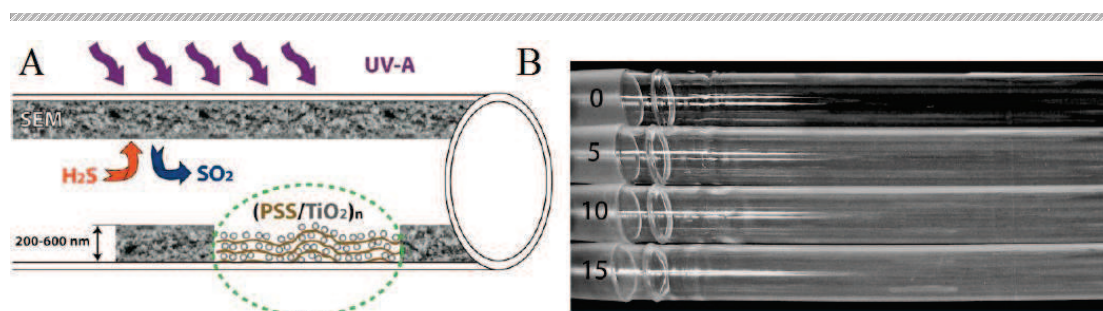 A
UV-A
B
SEM
H₂S
SO₂
(PSS/TiO₂)ₙ
200-600 nm
0
5
10
15